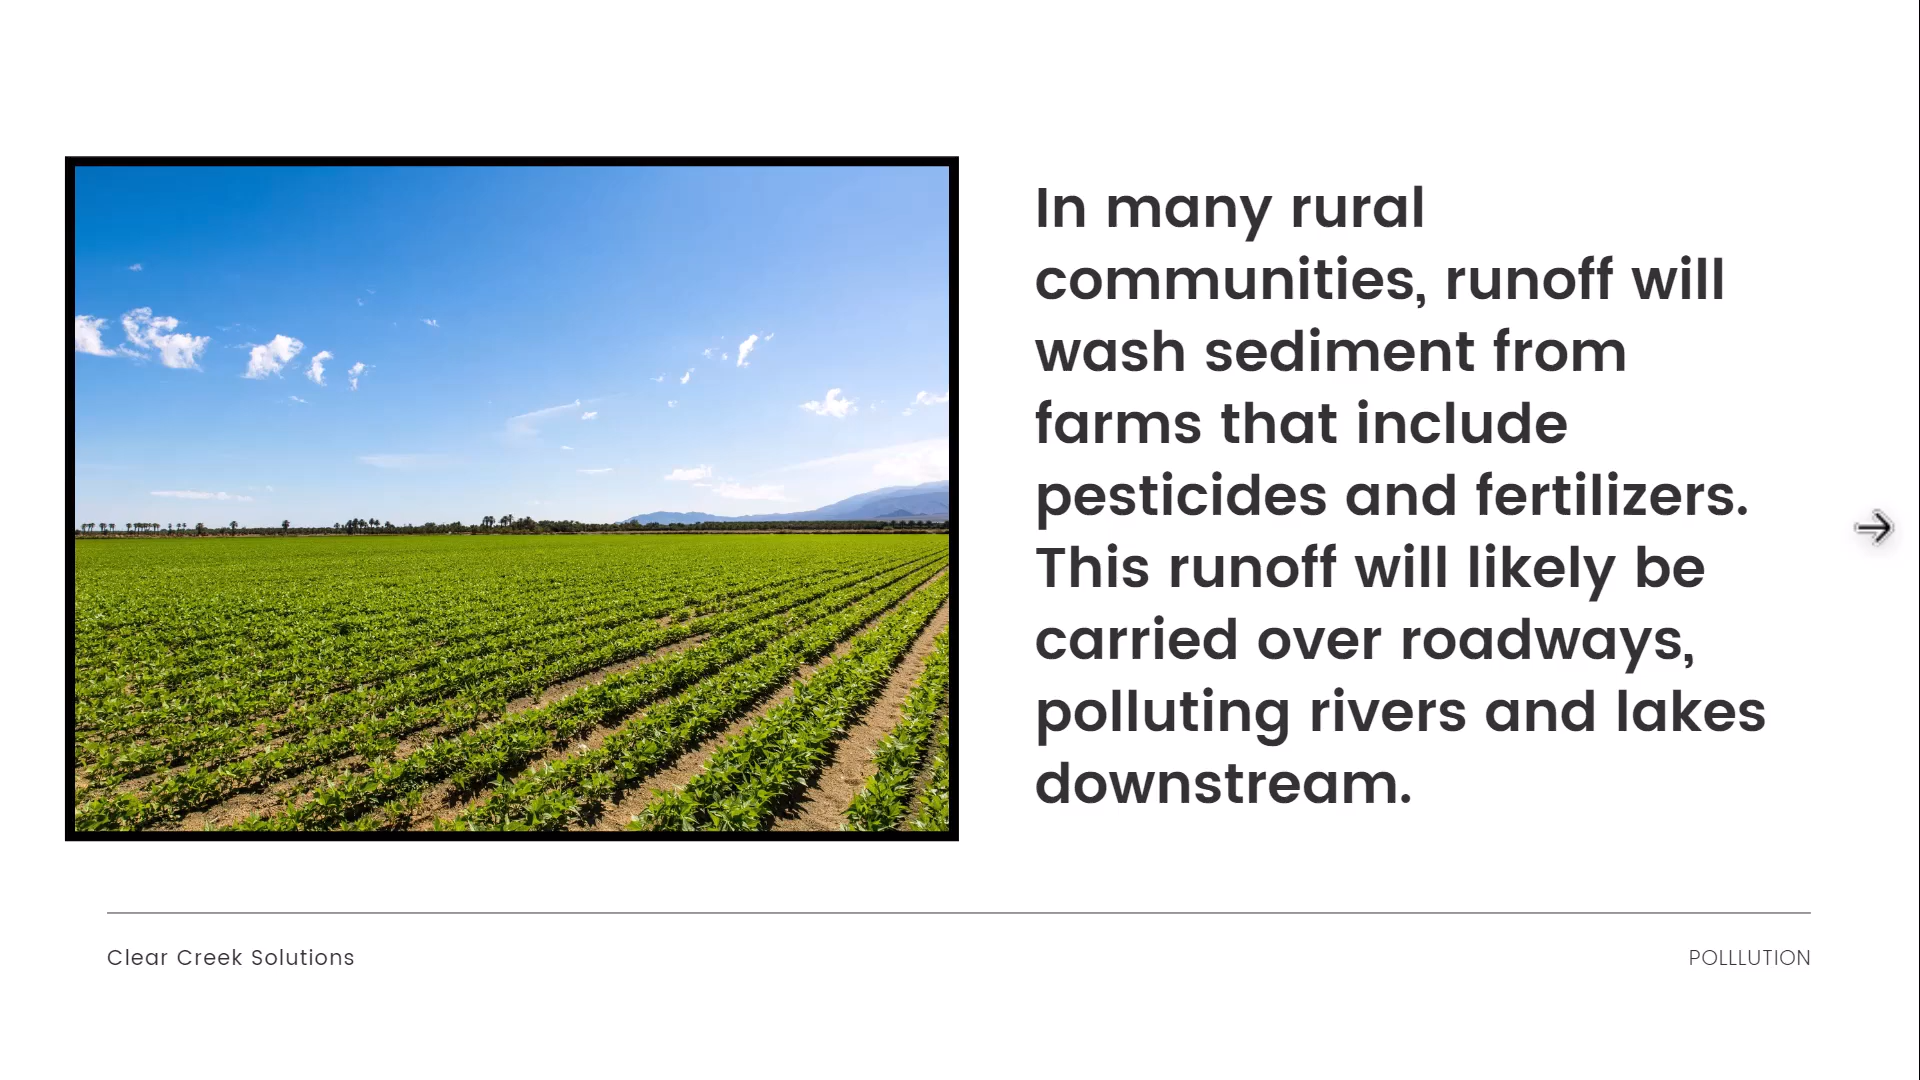 In many rural
communities, runoff will
wash sediment from
farms that include
pesticides and fertilizers.
This runoff will likely be
carried over roadways,
polluting rivers and lakes
downstream.
Clear Creek Solutions
POLLLUTION